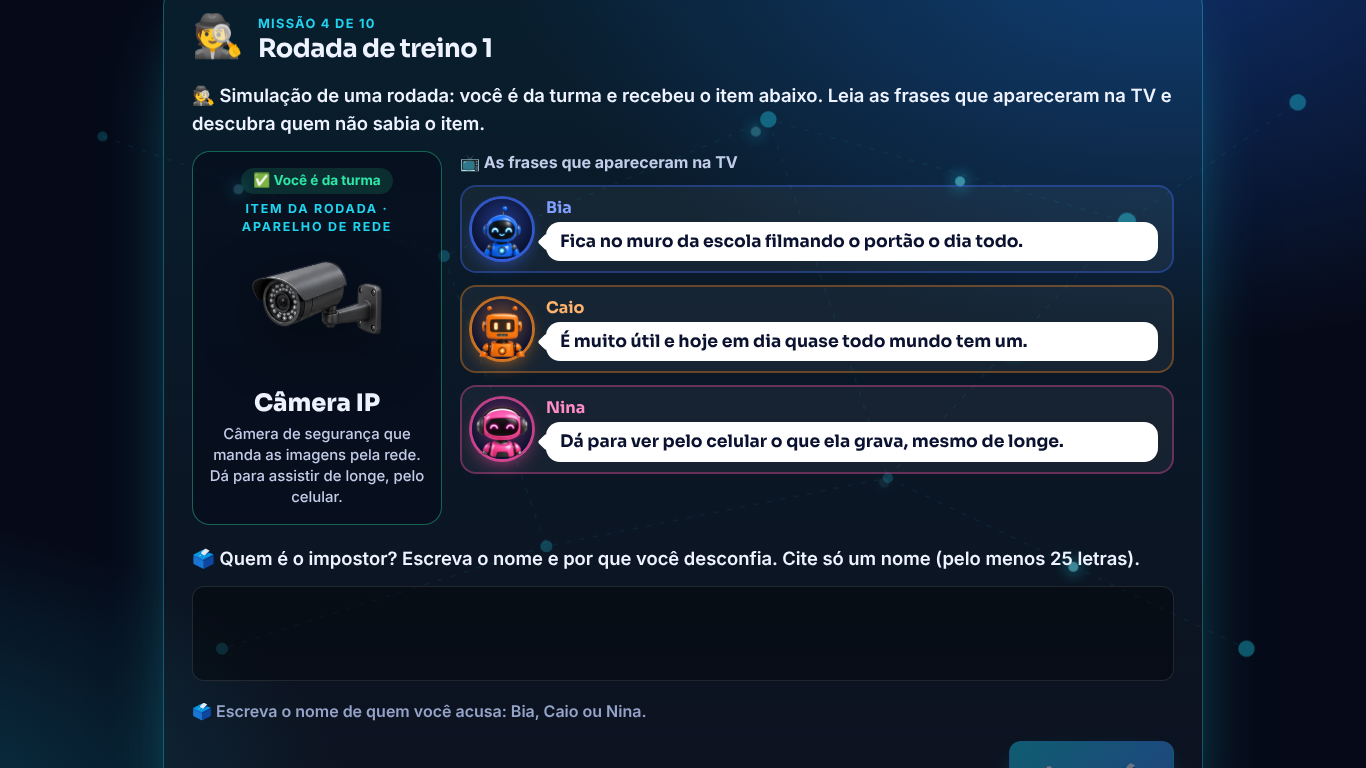 MISSÃO 4 DE 10
Rodada de treino 1
Simulação de uma rodada: você é da turma e recebeu o item abaixo. Leia as frases que apareceram na TV e
descubra quem não sabia o item.
Você é da turma
ITEM DA RODADA ·
APARELHO DE REDE
Câmera IP
Câmera de segurança que
manda as imagens pela rede.
Dá para assistir de longe, pelo
celular.
As frases que apareceram na TV
Bia
Fica no muro da escola filmando o portão o dia todo.
Caio
É muito útil e hoje em dia quase todo mundo tem um.
Nina
Dá para ver pelo celular o que ela grava, mesmo de longe.
Quem é o impostor? Escreva o nome e por que você desconfia. Cite só um nome (pelo menos 25 letras).
Escreva o nome de quem você acusa: Bia, Caio ou Nina.